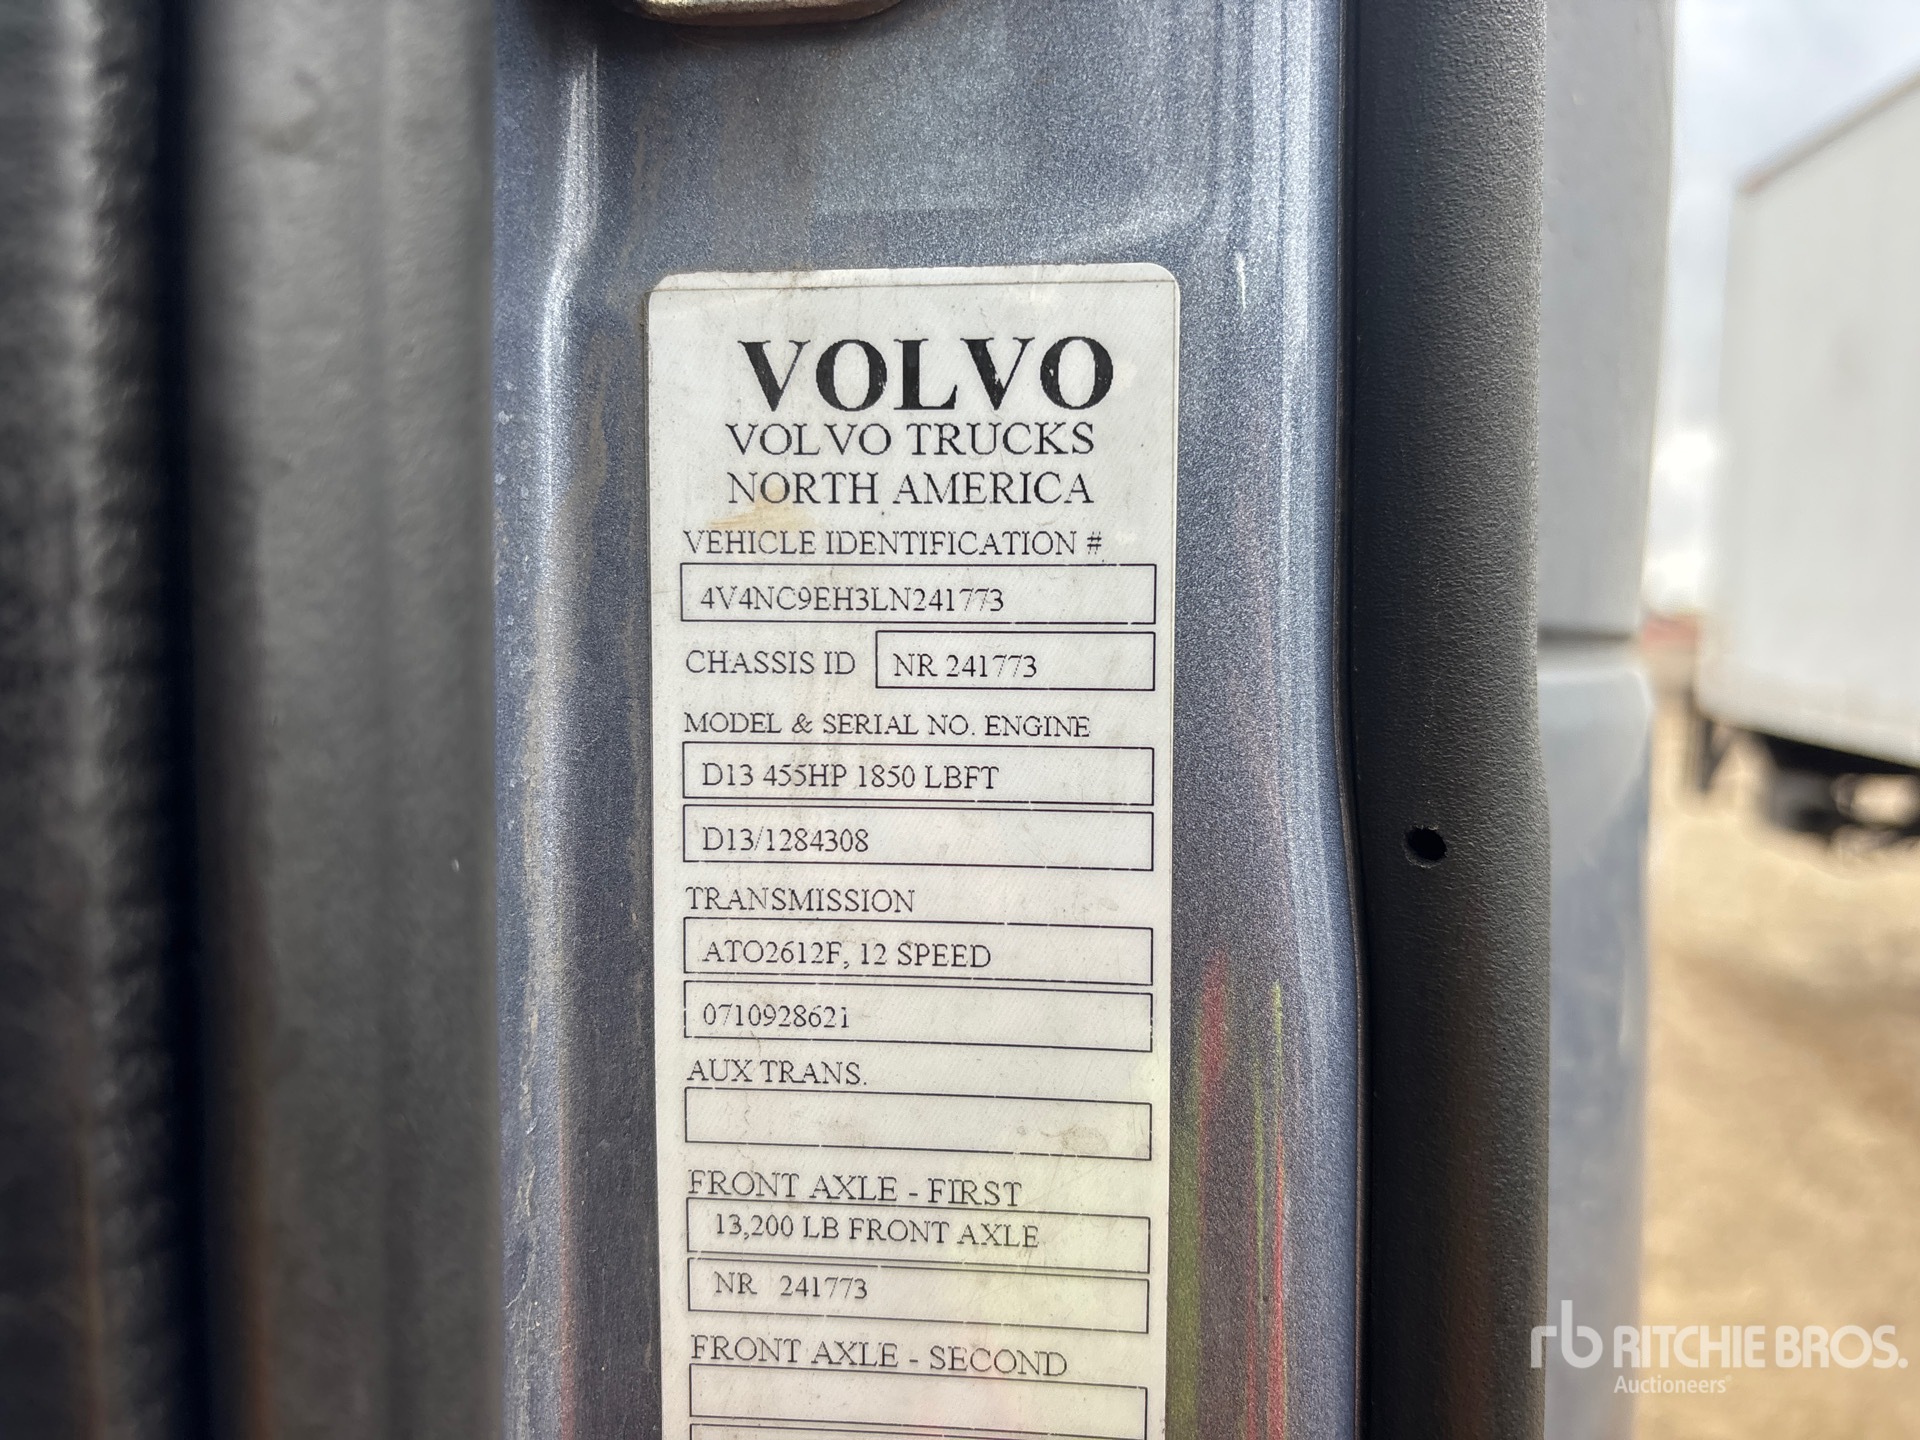 VOLVO
VOLVO TRUCKS
NORTH AMERICA
VEHICLE IDENTIFICATION #
4V4NC9EH3LN241773
CHASSIS ID NR 241773
MODEL & SERIAL NO. ENGINE
D13 455HP 1850 LBFT
D13/1284308
TRANSMISSION
ATO2612F, 12 SPEED
0710928621
AUX TRANS.
FRONT AXLE - FIRST
13,200 LB FRONT AXLE
NR 241773
FRONT AXLE - SECOND
rb RITCHIE BROS.
Auctioneers